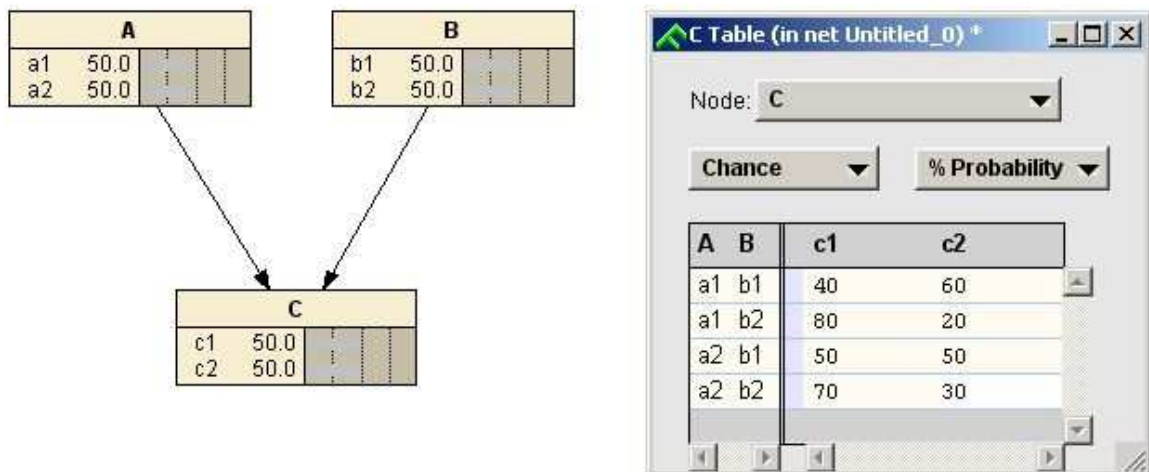 A
a1 50.0
a2 50.0
B
b1 50.0
b2 50.0
C
c1 50.0
c2 50.0
C Table (in net Untitled_0) *
Node: C
Chance % Probability
A B c1 c2
a1 b1 40 60
a1 b2 80 20
a2 b1 50 50
a2 b2 70 30